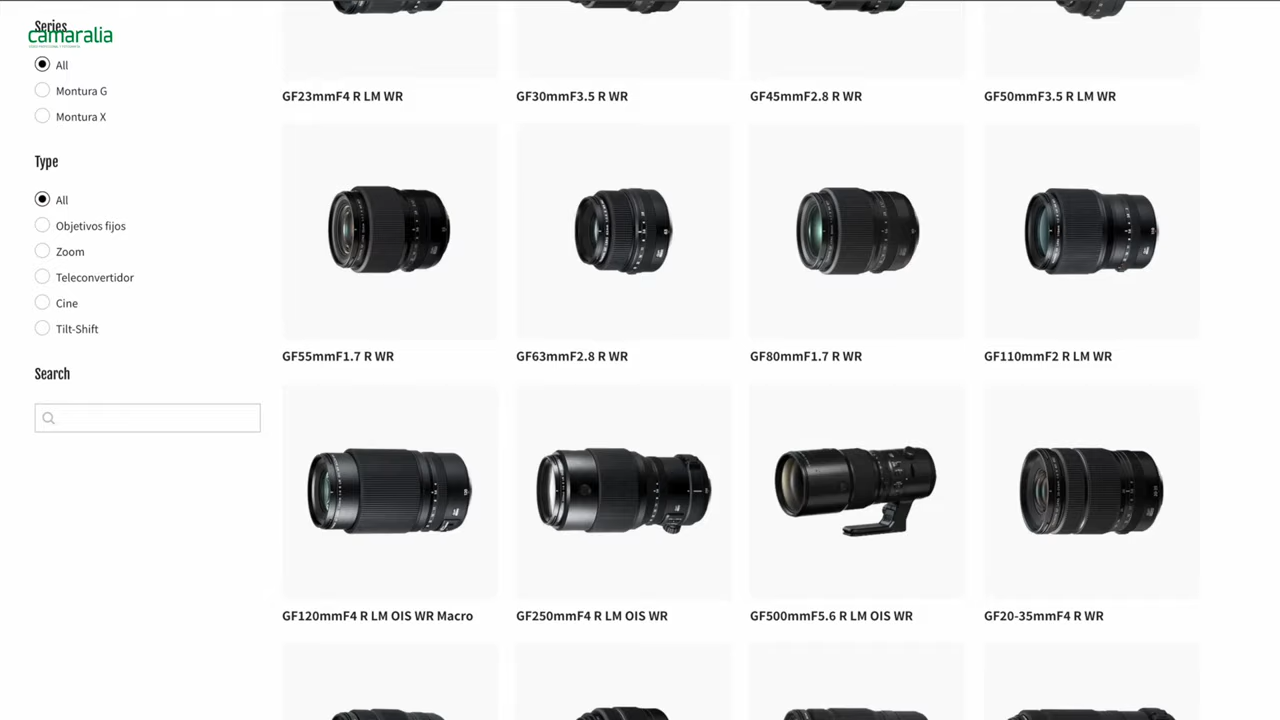 Series
camaralia
All
Montura G
Montura X
Type
All
Objetivos fijos
Zoom
Teleconvertidor
Cine
Tilt-Shift
Search
GF23mmF4 R LM WR
GF30mmF3.5 R WR
GF45mmF2.8 R WR
GF50mmF3.5 R LM WR
GF55mmF1.7 R WR
GF63mmF2.8 R WR
GF80mmF1.7 R WR
GF110mmF2 R LM WR
GF120mmF4 R LM OIS WR Macro
GF250mmF4 R LM OIS WR
GF500mmF5.6 R LM OIS WR
GF20-35mmF4 R WR